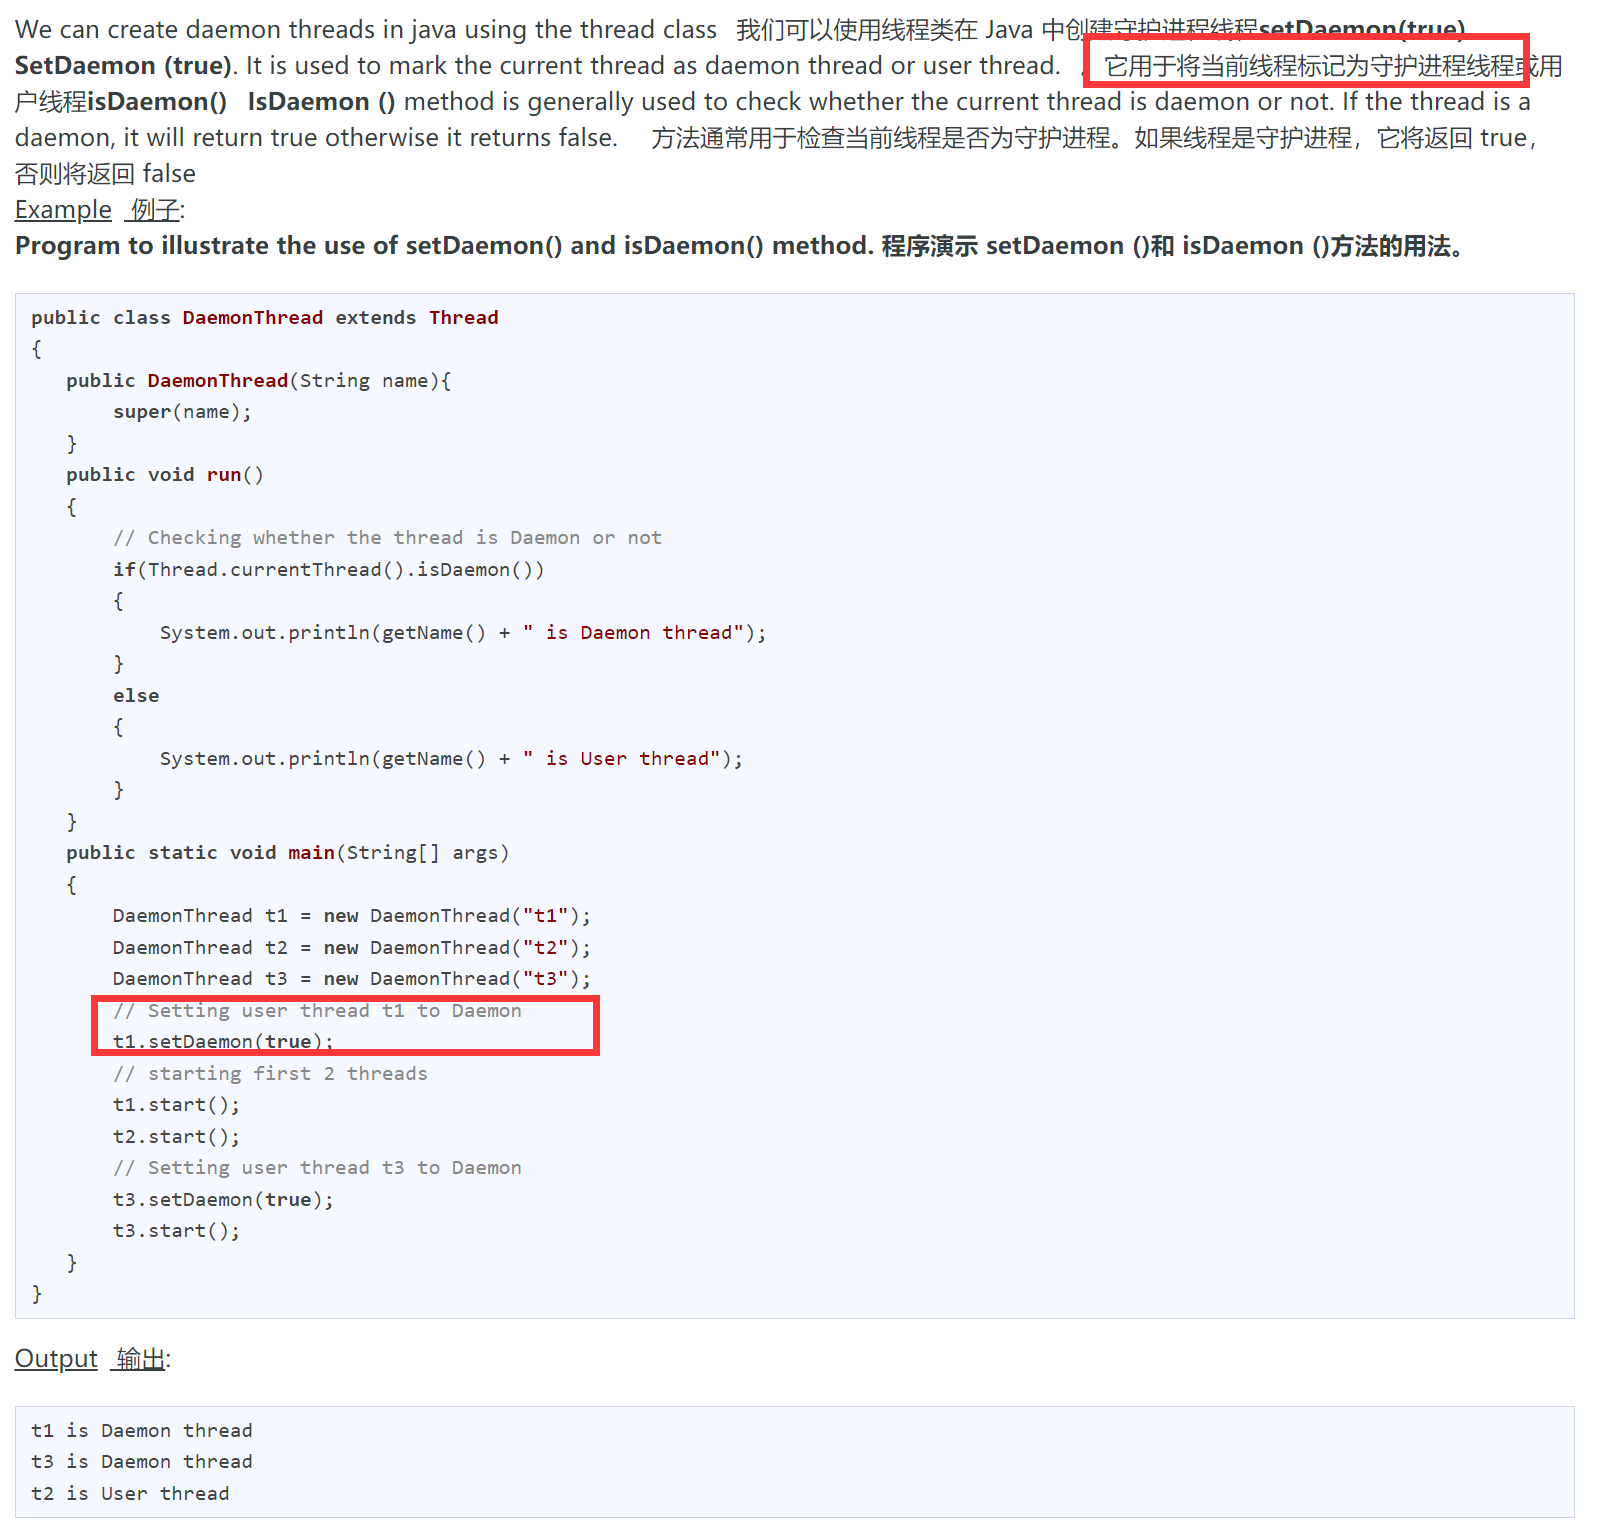 We can create daemon threads in java using the thread class 我们可以使用线程类在 Java 中创建守护进程线程setDaemon(true)
SetDaemon (true). It is used to mark the current thread as daemon thread or user thread. 。它用于将当前线程标记为守护进程线程或用
户线程isDaemon() IsDaemon () method is generally used to check whether the current thread is daemon or not. If the thread is a
daemon, it will return true otherwise it returns false. 方法通常用于检查当前线程是否为守护进程。如果线程是守护进程，它将返回 true，
否则将返回 false
Example 例子:
Program to illustrate the use of setDaemon() and isDaemon() method. 程序演示 setDaemon ()和 isDaemon ()方法的用法。
public class DaemonThread extends Thread
{
public DaemonThread(String name){
super(name);
}
public void run()
{
// Checking whether the thread is Daemon or not
if(Thread.currentThread().isDaemon())
{
System.out.println(getName() + " is Daemon thread");
}
else
{
System.out.println(getName() + " is User thread");
}
}
public static void main(String[] args)
{
DaemonThread t1 = new DaemonThread("t1");
DaemonThread t2 = new DaemonThread("t2");
DaemonThread t3 = new DaemonThread("t3");
// Setting user thread t1 to Daemon
t1.setDaemon(true);
// starting first 2 threads
t1.start();
t2.start();
// Setting user thread t3 to Daemon
t3.setDaemon(true);
t3.start();
}
}
Output 输出:
t1 is Daemon thread
t3 is Daemon thread
t2 is User thread